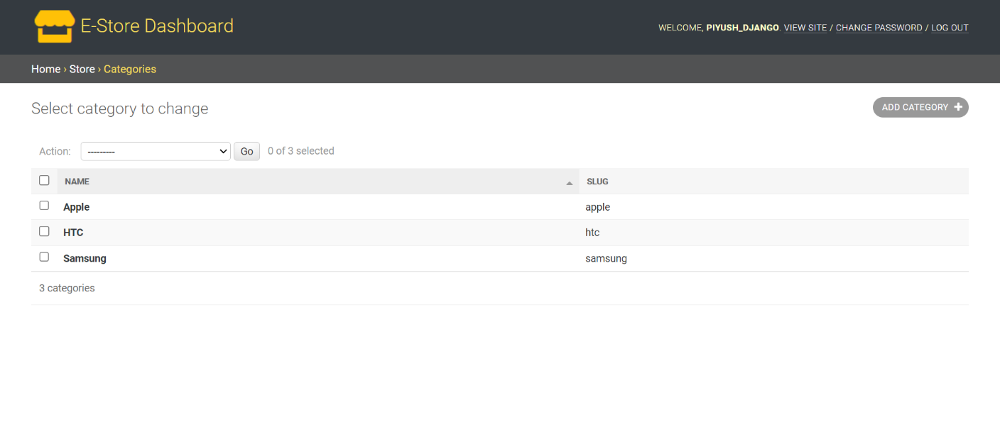 E-Store Dashboard
WELCOME, PIYUSH_DJANGO. VIEW SITE / CHANGE PASSWORD / LOG OUT
Home › Store › Categories
Select category to change
ADD CATEGORY +
Action: --------- Go 0 of 3 selected
NAME SLUG
Apple apple
HTC htc
Samsung samsung
3 categories